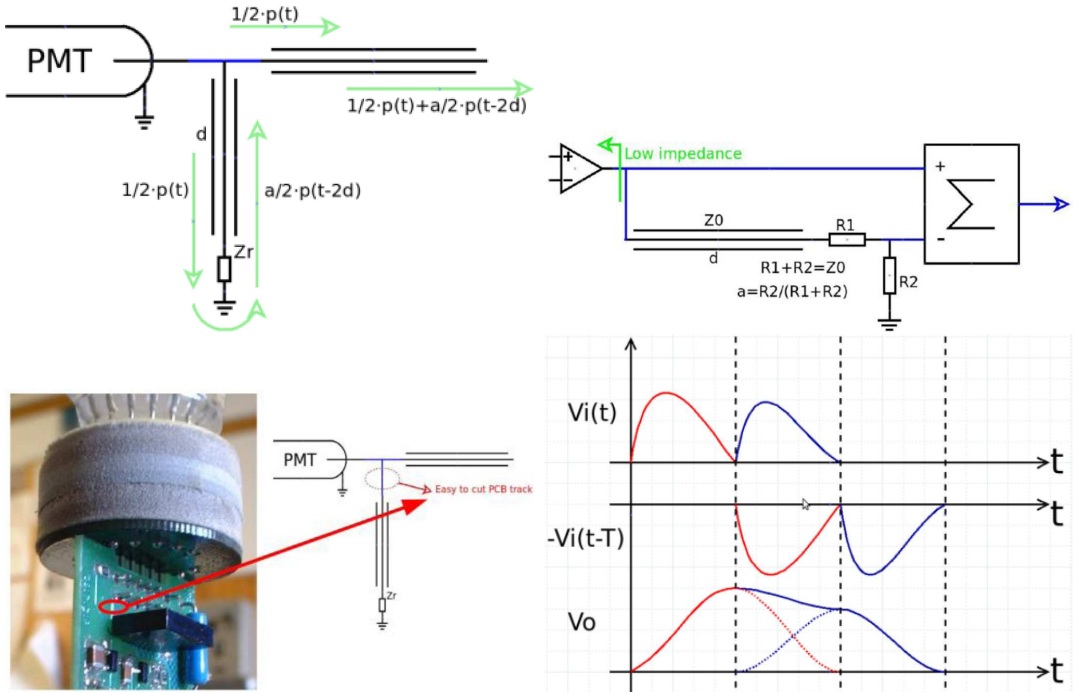 1/2·p(t)
PMT
1/2·p(t)+a/2·p(t-2d)
d
1/2·p(t)
a/2·p(t-2d)
Zr
+
-
Low impedance
+
Z0
R1
-
d
R1+R2=Z0
a=R2/(R1+R2)
R2
PMT
Easy to cut PCB track
Zr
Vi(t)
t
-Vi(t-T)
t
Vo
t